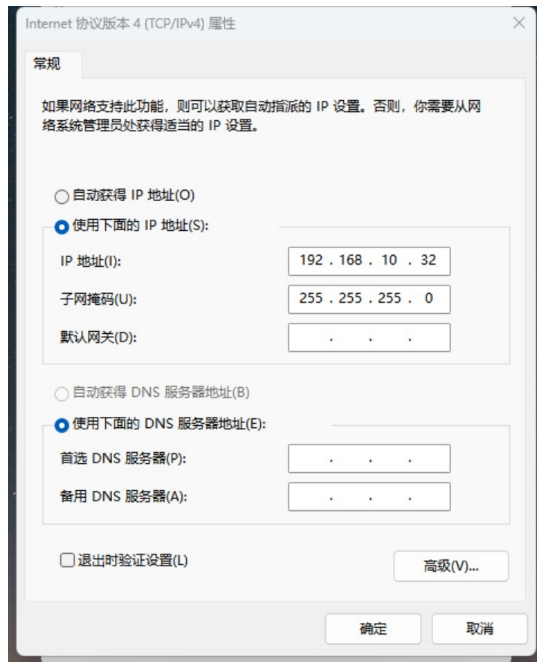 Internet 协议版本 4 (TCP/IPv4) 属性
常规
如果网络支持此功能，则可以获取自动指派的 IP 设置。否则，你需要从网
络系统管理员处获得适当的 IP 设置。
自动获得 IP 地址(O)
使用下面的 IP 地址(S):
IP 地址(I):
192 . 168 . 10 . 32
子网掩码(U):
255 . 255 . 255 . 0
默认网关(D):
. . .
自动获得 DNS 服务器地址(B)
使用下面的 DNS 服务器地址(E):
首选 DNS 服务器(P):
. . .
备用 DNS 服务器(A):
. . .
退出时验证设置(L)
高级(V)...
确定
取消